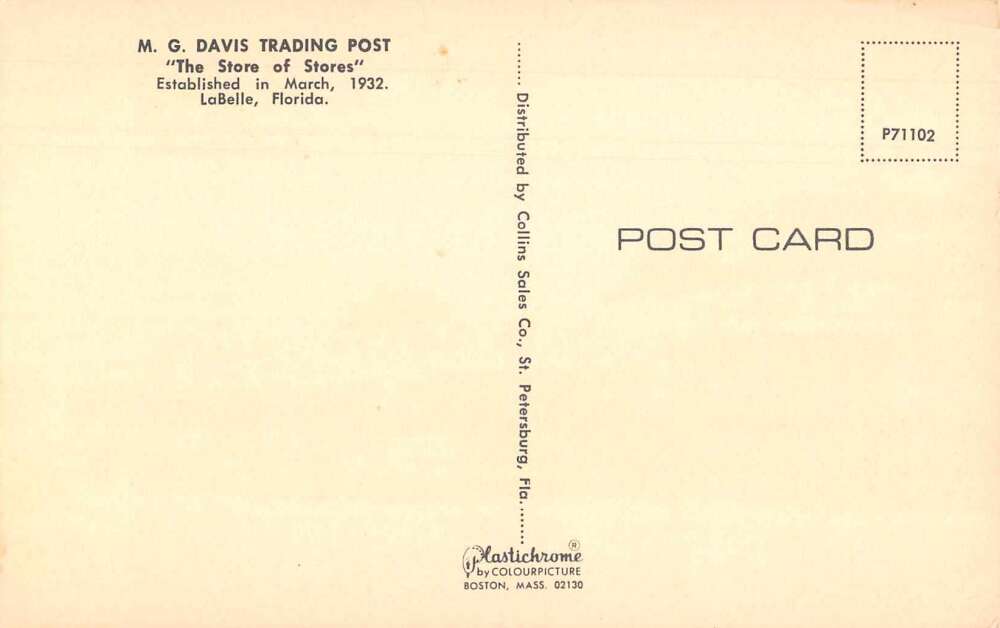 M. G. DAVIS TRADING POST
"The Store of Stores"
Established in March, 1932.
LaBelle, Florida.
Distributed by Collins Sales Co., St. Petersburg, Fla.
P71102
POST CARD
Plastichrome ®
by COLOURPICTURE
BOSTON, MASS. 02130